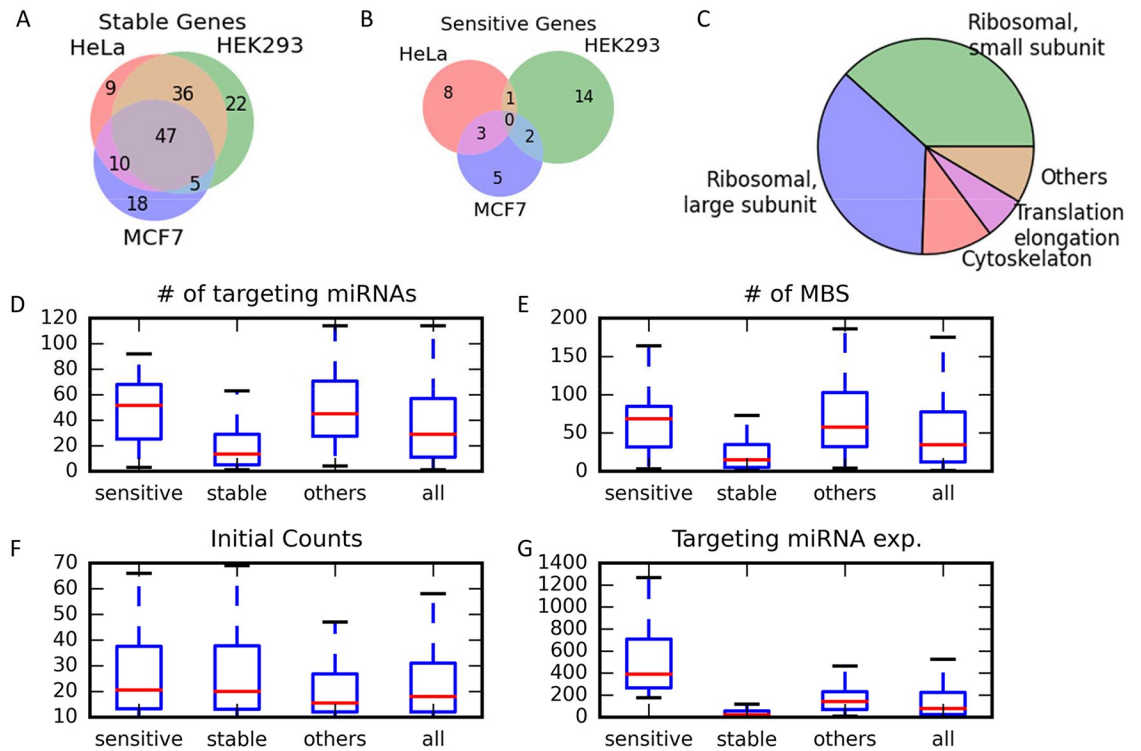 A
Stable Genes
HeLa
HEK293
9
36
22
47
10
5
18
MCF7
B
Sensitive Genes
HeLa
HEK293
8
1
14
0
3
2
5
MCF7
C
Ribosomal,
small subunit
Ribosomal,
large subunit
Others
Translation
elongation
Cytoskelaton
D
# of targeting miRNAs
120
100
80
60
40
20
0
sensitive stable others all
E
# of MBS
200
150
100
50
0
sensitive stable others all
F
Initial Counts
70
60
50
40
30
20
10
sensitive stable others all
G
Targeting miRNA exp.
1400
1200
1000
800
600
400
200
0
sensitive stable others all